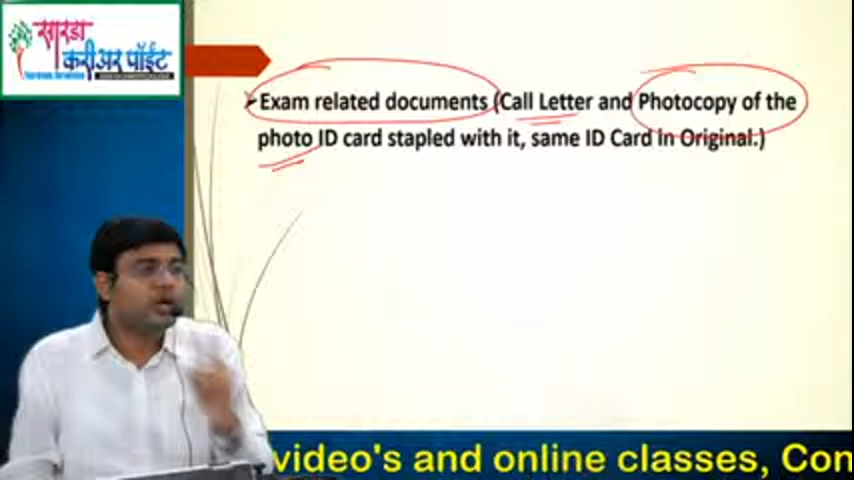 सारडा
करीअर पॉईंट
➤Exam related documents (Call Letter and Photocopy of the
photo ID card stapled with it, same ID Card in Original.)
video's and online classes, Con